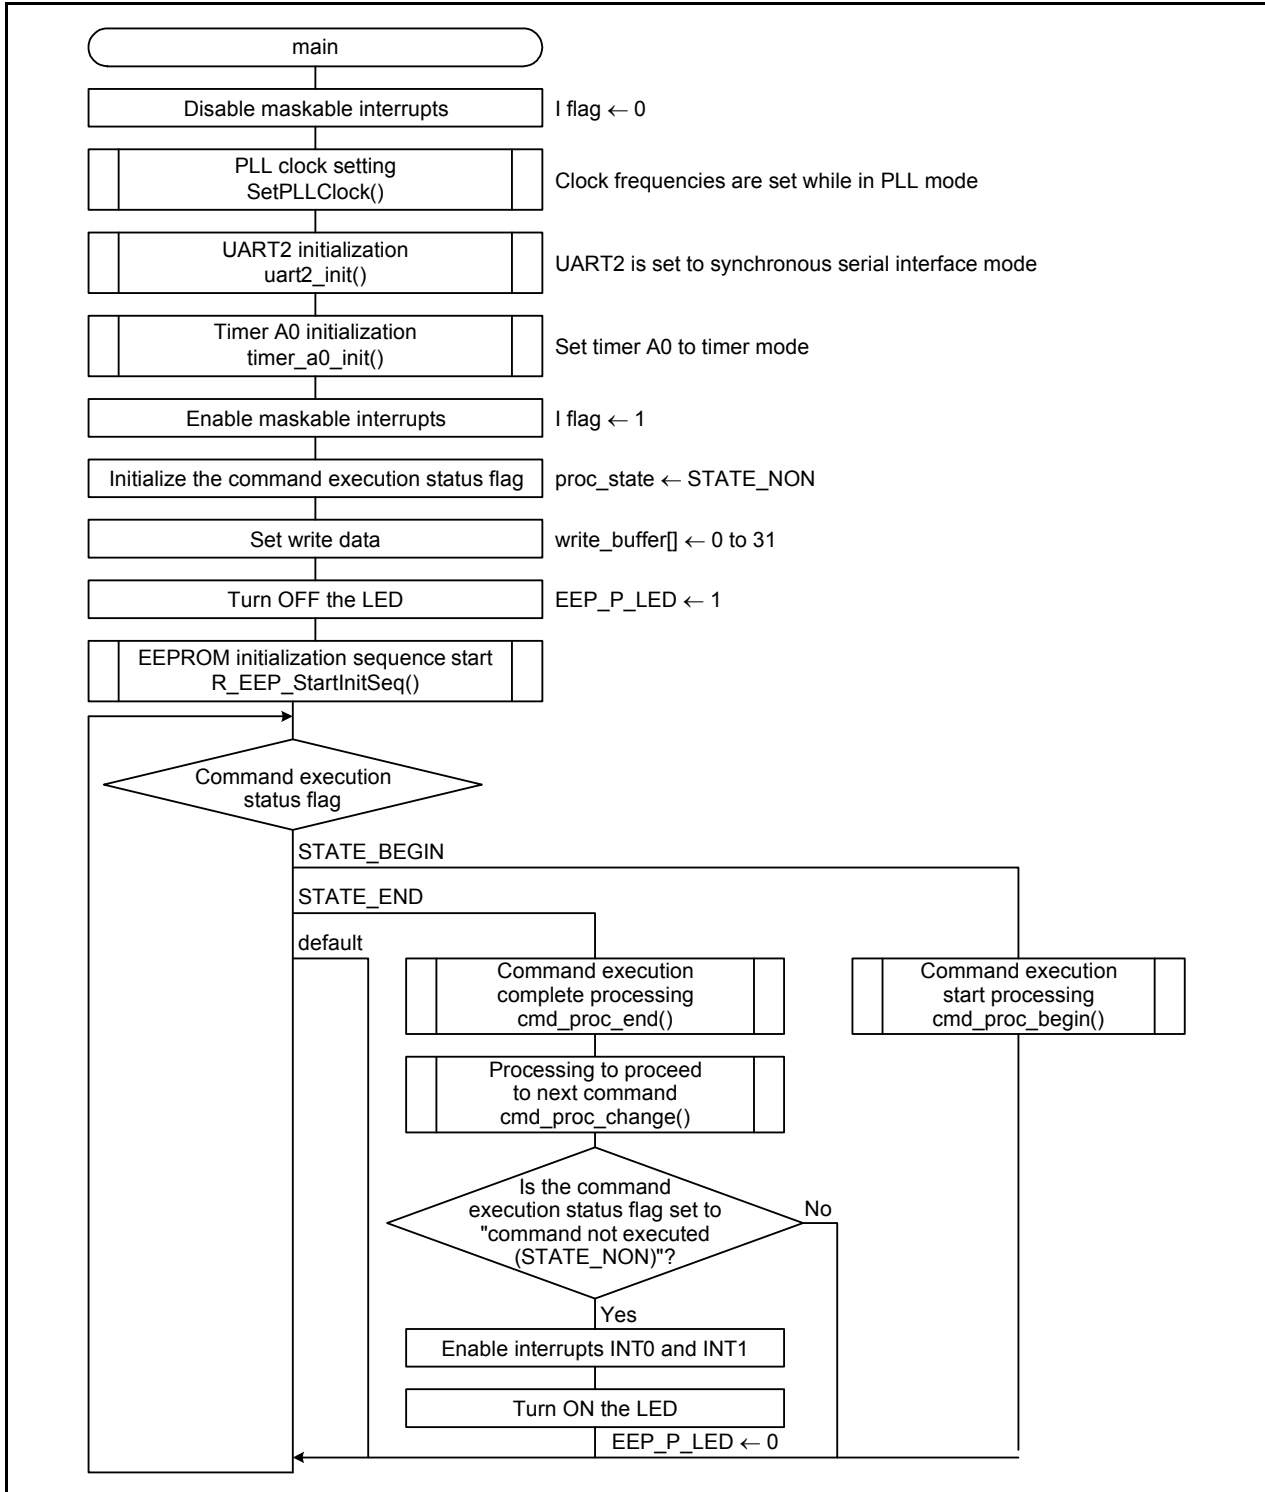 main
Disable maskable interrupts
I flag ← 0
PLL clock setting
SetPLLClock()
Clock frequencies are set while in PLL mode
UART2 initialization
uart2_init()
UART2 is set to synchronous serial interface mode
Timer A0 initialization
timer_a0_init()
Set timer A0 to timer mode
Enable maskable interrupts
I flag ← 1
Initialize the command execution status flag
proc_state ← STATE_NON
Set write data
write_buffer[] ← 0 to 31
Turn OFF the LED
EEP_P_LED ← 1
EEPROM initialization sequence start
R_EEP_StartInitSeq()
Command execution
status flag
STATE_BEGIN
STATE_END
default
Command execution
complete processing
cmd_proc_end()
Command execution
start processing
cmd_proc_begin()
Processing to proceed
to next command
cmd_proc_change()
Is the command
execution status flag set to
"command not executed
(STATE_NON)"?
No
Yes
Enable interrupts INT0 and INT1
Turn ON the LED
EEP_P_LED ← 0